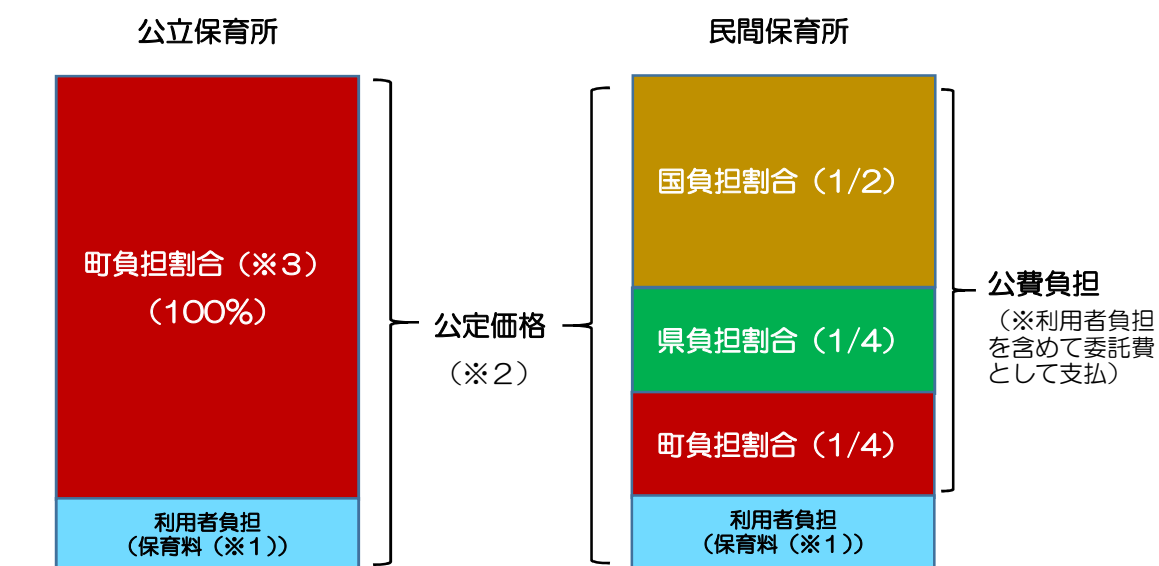 公立保育所
民間保育所
町負担割合（※３）
（100%）
利用者負担
（保育料（※１））
公定価格
（※２）
国負担割合（1/2）
県負担割合（1/4）
町負担割合（1/4）
利用者負担
（保育料（※１））
公費負担
（※利用者負担
を含めて委託費
として支払）